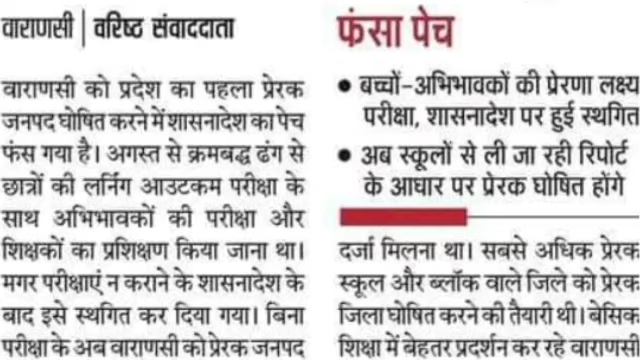 वाराणसी | वरिष्ठ संवाददाता
वाराणसी को प्रदेश का पहला प्रेरक
जनपद घोषित करने में शासनादेश का पेच
फंस गया है। अगस्त से क्रमबद्ध ढंग से
छात्रों की लर्निंग आउटकम परीक्षा के
साथ अभिभावकों की परीक्षा और
शिक्षकों का प्रशिक्षण किया जाना था।
मगर परीक्षाएं न कराने के शासनादेश के
बाद इसे स्थगित कर दिया गया। बिना
परीक्षा के अब वाराणसी को प्रेरक जनपद
फंसा पेच
• बच्चों-अभिभावकों की प्रेरणा लक्ष्य
परीक्षा, शासनादेश पर हुई स्थगित
• अब स्कूलों से ली जा रही रिपोर्ट
के आधार पर प्रेरक घोषित होंगे
दर्जा मिलना था। सबसे अधिक प्रेरक
स्कूल और ब्लॉक वाले जिले को प्रेरक
जिला घोषित करने की तैयारी थी। बेसिक
शिक्षा में बेहतर प्रदर्शन कर रहे वाराणसी